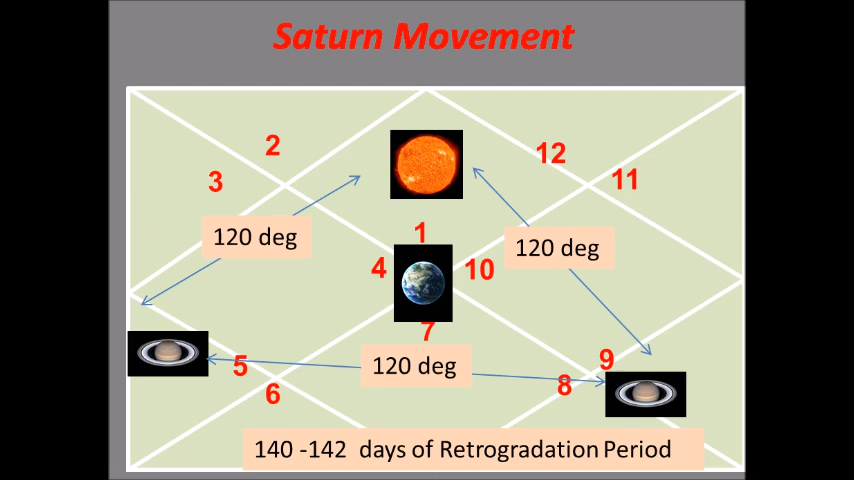 Saturn Movement
2
12
3
11
1
120 deg
120 deg
4
10
7
5
120 deg
9
8
6
140 -142 days of Retrogradation Period